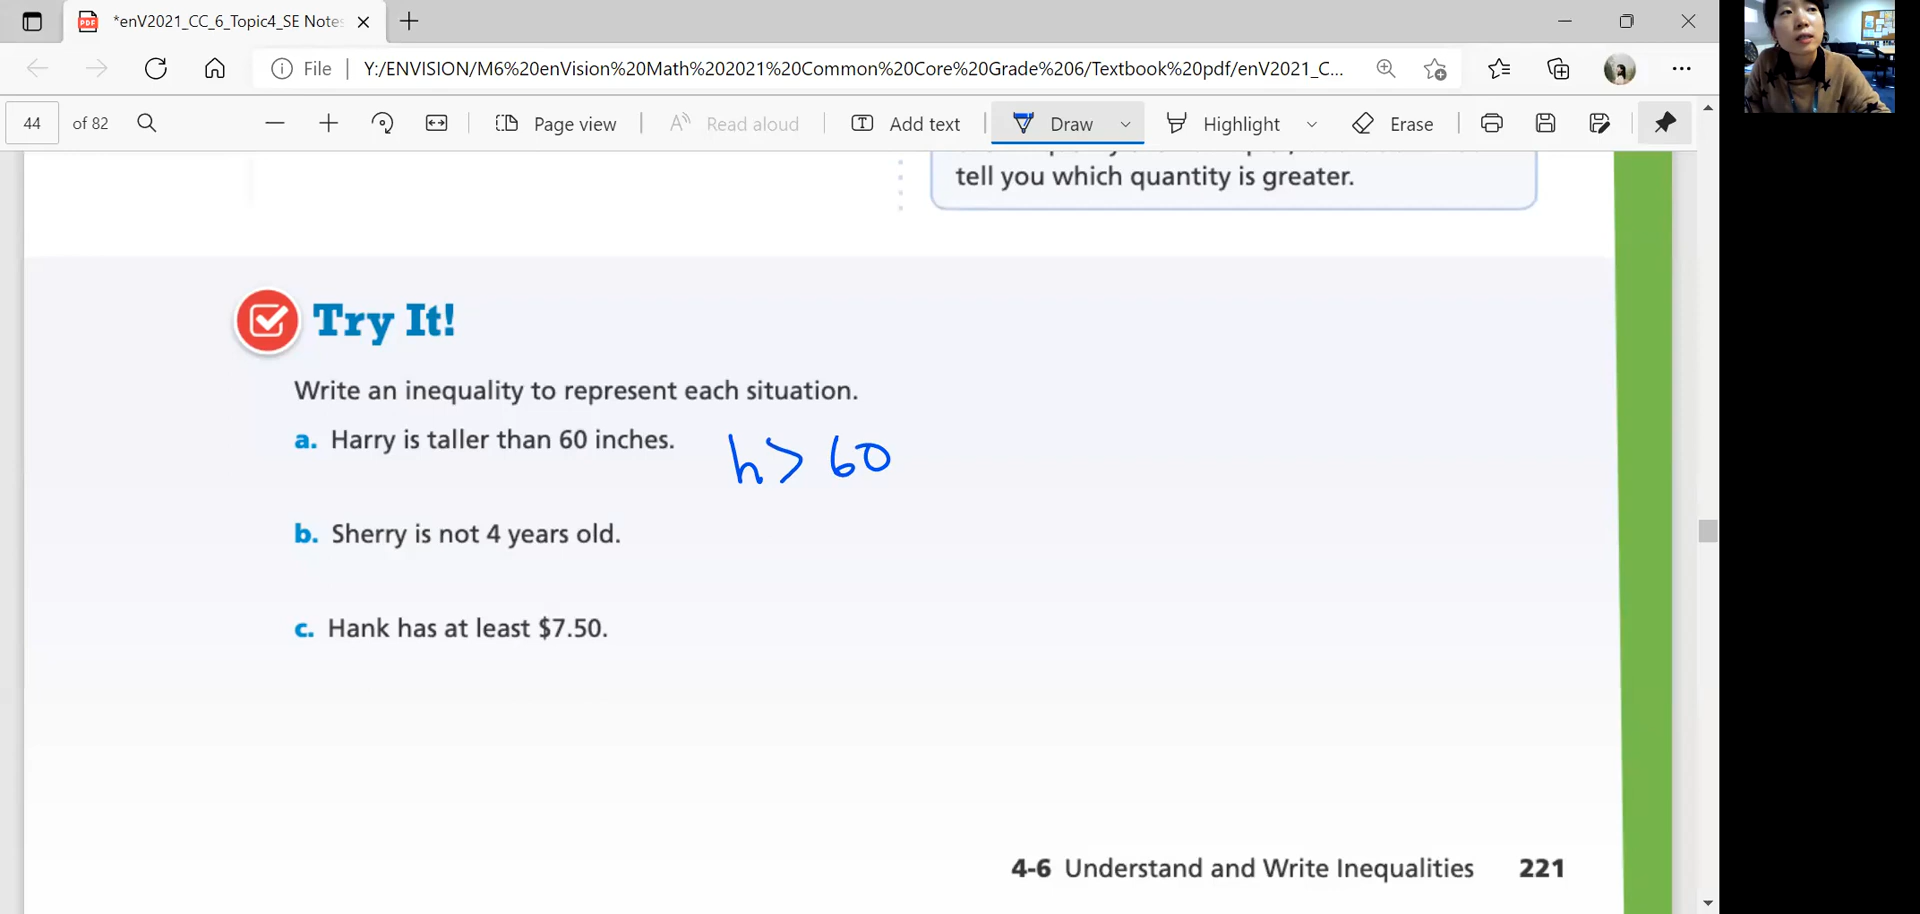 *enV2021_CC_6_Topic4_SE Note
File
Y:/ENVISION/M6%20enVision%20Math%202021%20Common%20Core%20Grade%206/Textbook%20pdf/enV2021_C...
44 of 82
Page view
Read aloud
Add text
Draw
Highlight
Erase
tell you which quantity is greater.
Try It!
Write an inequality to represent each situation.
a. Harry is taller than 60 inches. h > 60
b. Sherry is not 4 years old.
c. Hank has at least $7.50.
4-6 Understand and Write Inequalities 221